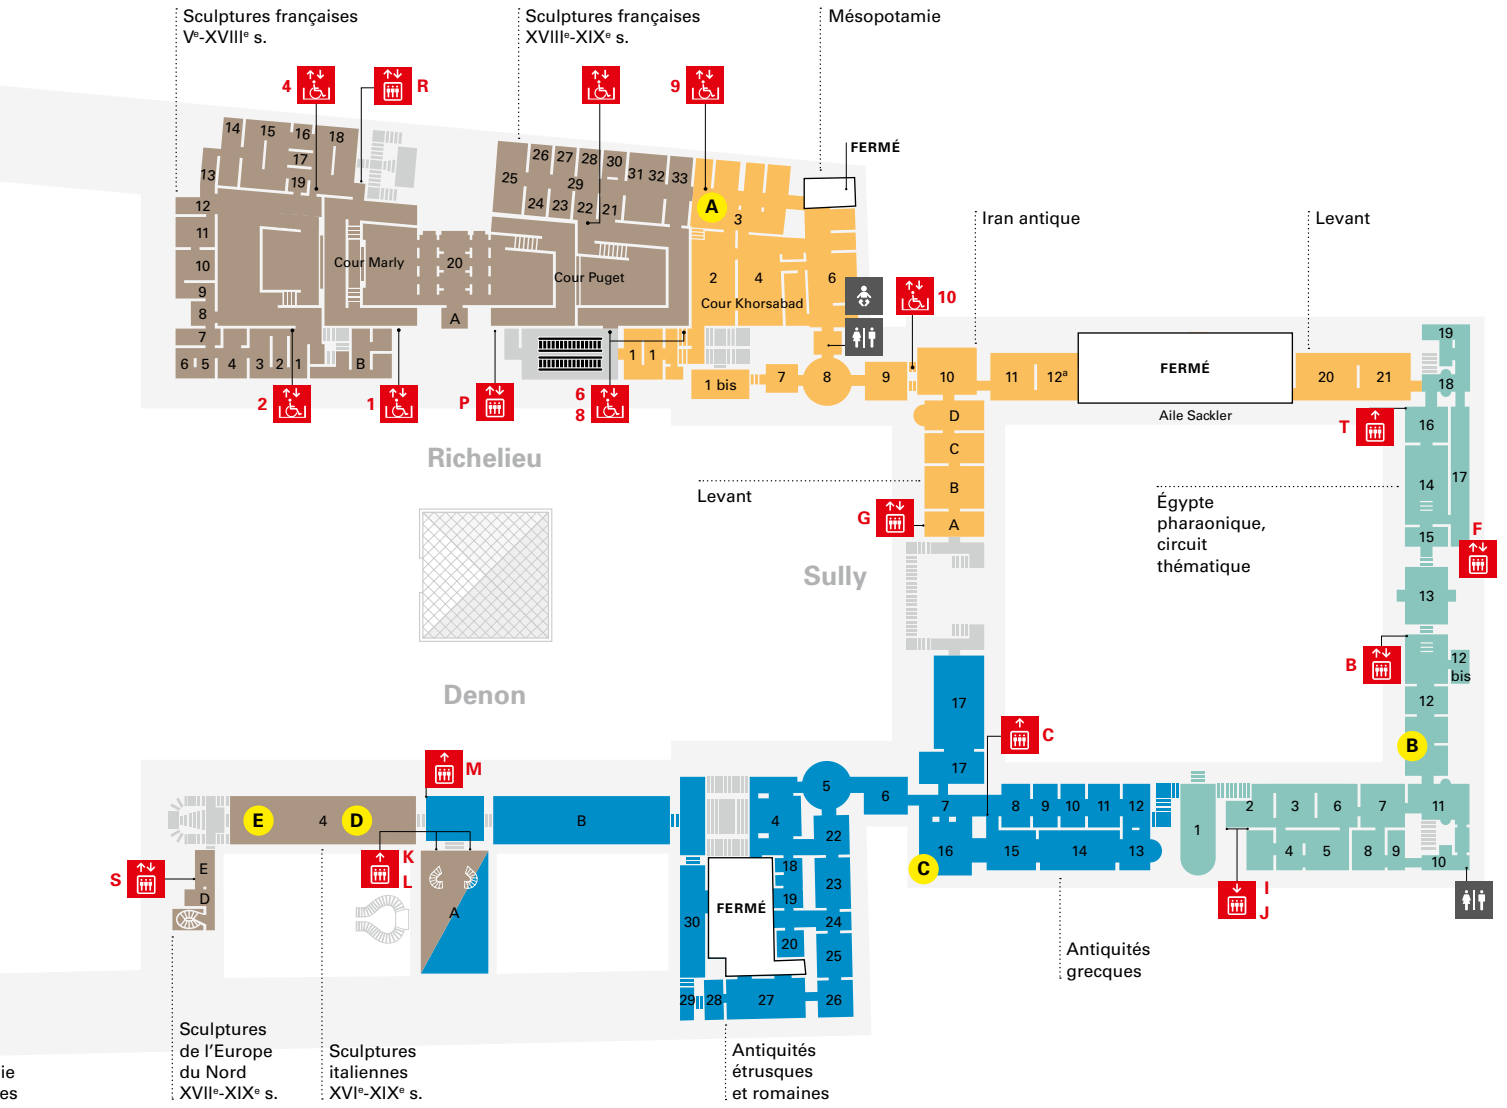 Sculptures françaises
Ve-XVIIIe s.
Sculptures françaises
XVIIIe-XIXe s.
Mésopotamie
4
R
9
FERMÉ
14
15
16
18
17
13
19
12
11
10
9
8
7
6
5
4
3
2
1
B
Cour Marly
20
A
25
26
27
28
30
29
31
32
33
24
23
22
21
Cour Puget
A
3
2
4
6
Cour Khorsabad
1
1
1 bis
7
8
9
10
Iran antique
Levant
10
11
12a
FERMÉ
20
21
Aile Sackler
19
18
2
1
P
6
8
D
C
B
A
Levant
G
T
16
14
17
15
F
Égypte
pharaonique,
circuit
thématique
13
B
12
bis
12
B
Richelieu
Sully
Denon
17
17
C
M
E
4
D
B
5
4
6
7
8
9
10
11
12
16
15
14
13
C
1
2
3
6
7
11
4
5
8
9
10
I
J
S
E
D
K
L
A
22
18
23
19
24
20
25
30
FERMÉ
29
28
27
26
Antiquités
grecques
Sculptures
de l'Europe
du Nord
XVIIe-XIXe s.
Sculptures
italiennes
XVIe-XIXe s.
Antiquités
étrusques
et romaines
ie
es